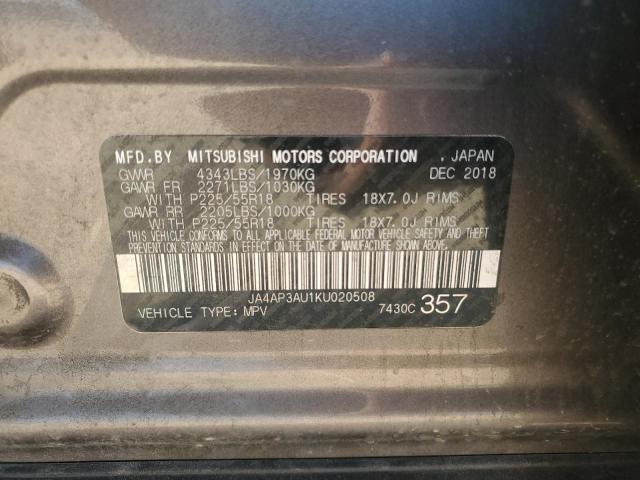 MFD.BY MITSUBISHI MOTORS CORPORATION , JAPAN
GVWR 4343LBS/1970KG DEC 2018
GAWR FR 2271LBS/1030KG
WITH P225/55R18 TIRES 18X7.0J RIMS
GAWR RR 2205LBS/1000KG
WITH P225/55R18 TIRES 18X7.0J RIMS
THIS VEHICLE CONFORMS TO ALL APPLICABLE FEDERAL MOTOR VEHICLE SAFETY AND THEFT
PREVENTION STANDARDS IN EFFECT ON THE DATE OF MANUFACTURE SHOWN ABOVE.
JA4AP3AU1KU020508
VEHICLE TYPE: MPV 7430C 357